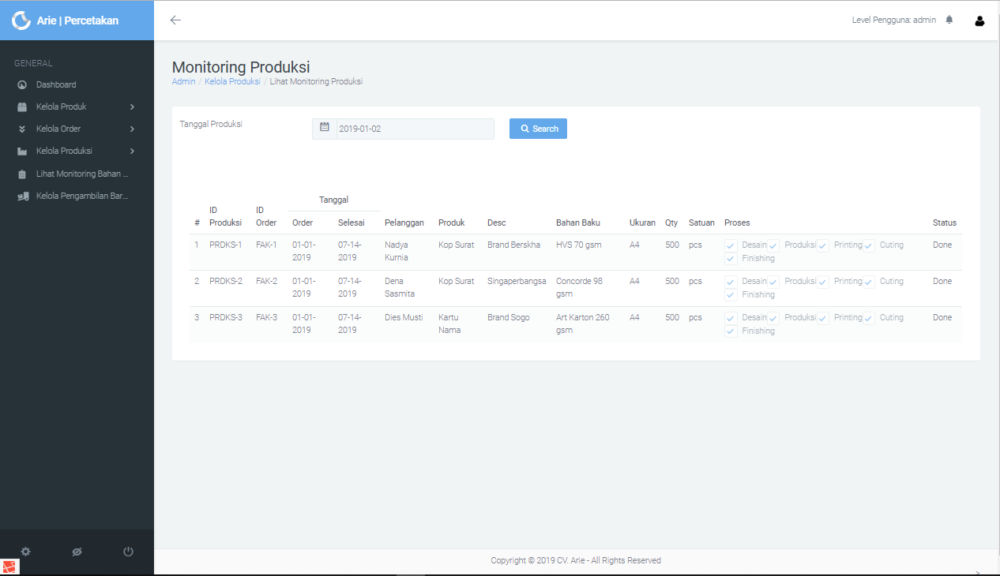 Arie | Percetakan
Level Pengguna: admin
GENERAL
Dashboard
Kelola Produk
Kelola Order
Kelola Produksi
Lihat Monitoring Bahan ...
Kelola Pengambilan Bar...
Monitoring Produksi
Admin / Kelola Produksi / Lihat Monitoring Produksi
Tanggal Produksi
2019-01-02
Search
Tanggal
# ID Produksi ID Order Order Selesai Pelanggan Produk Desc Bahan Baku Ukuran Qty Satuan Proses Status
1 PRDKS-1 FAK-1 01-01-2019 07-14-2019 Nadya Kurnia Kop Surat Brand Berskha HVS 70 gsm A4 500 pcs Desain Produksi Printing Cuting Finishing Done
2 PRDKS-2 FAK-2 01-01-2019 07-14-2019 Dena Sasmita Kop Surat Singaperbangsa Concorde 98 gsm A4 500 pcs Desain Produksi Printing Cuting Finishing Done
3 PRDKS-3 FAK-3 01-01-2019 07-14-2019 Dies Musti Kartu Nama Brand Sogo Art Karton 260 gsm A4 500 pcs Desain Produksi Printing Cuting Finishing Done
Copyright © 2019 CV. Arie - All Rights Reserved